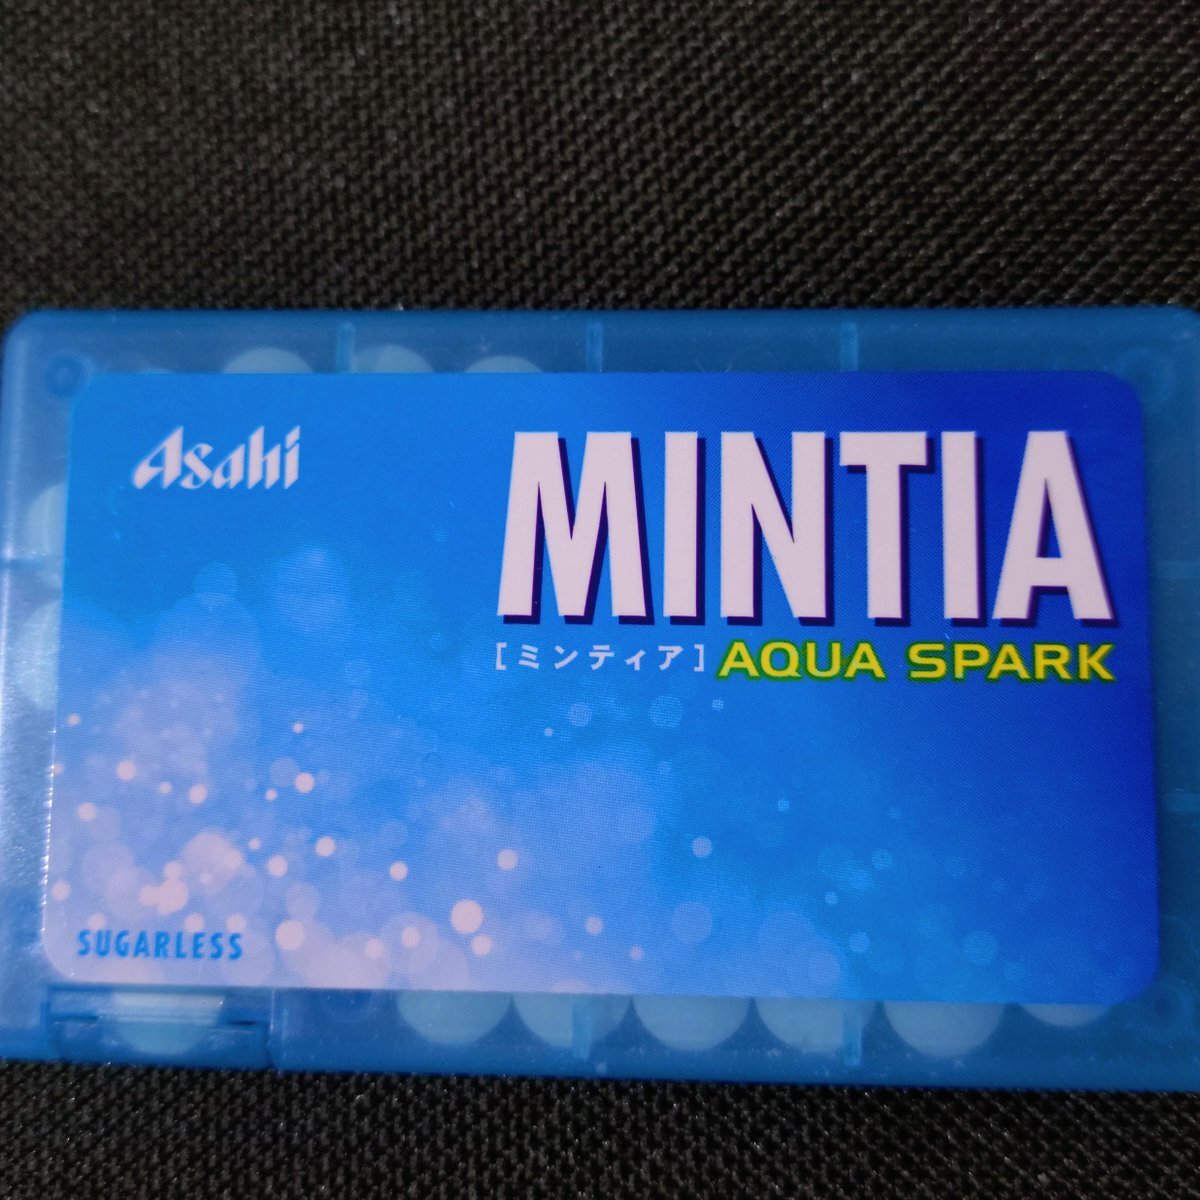 Asahi
MINTIA
[ミンティア] AQUA SPARK
SUGARLESS